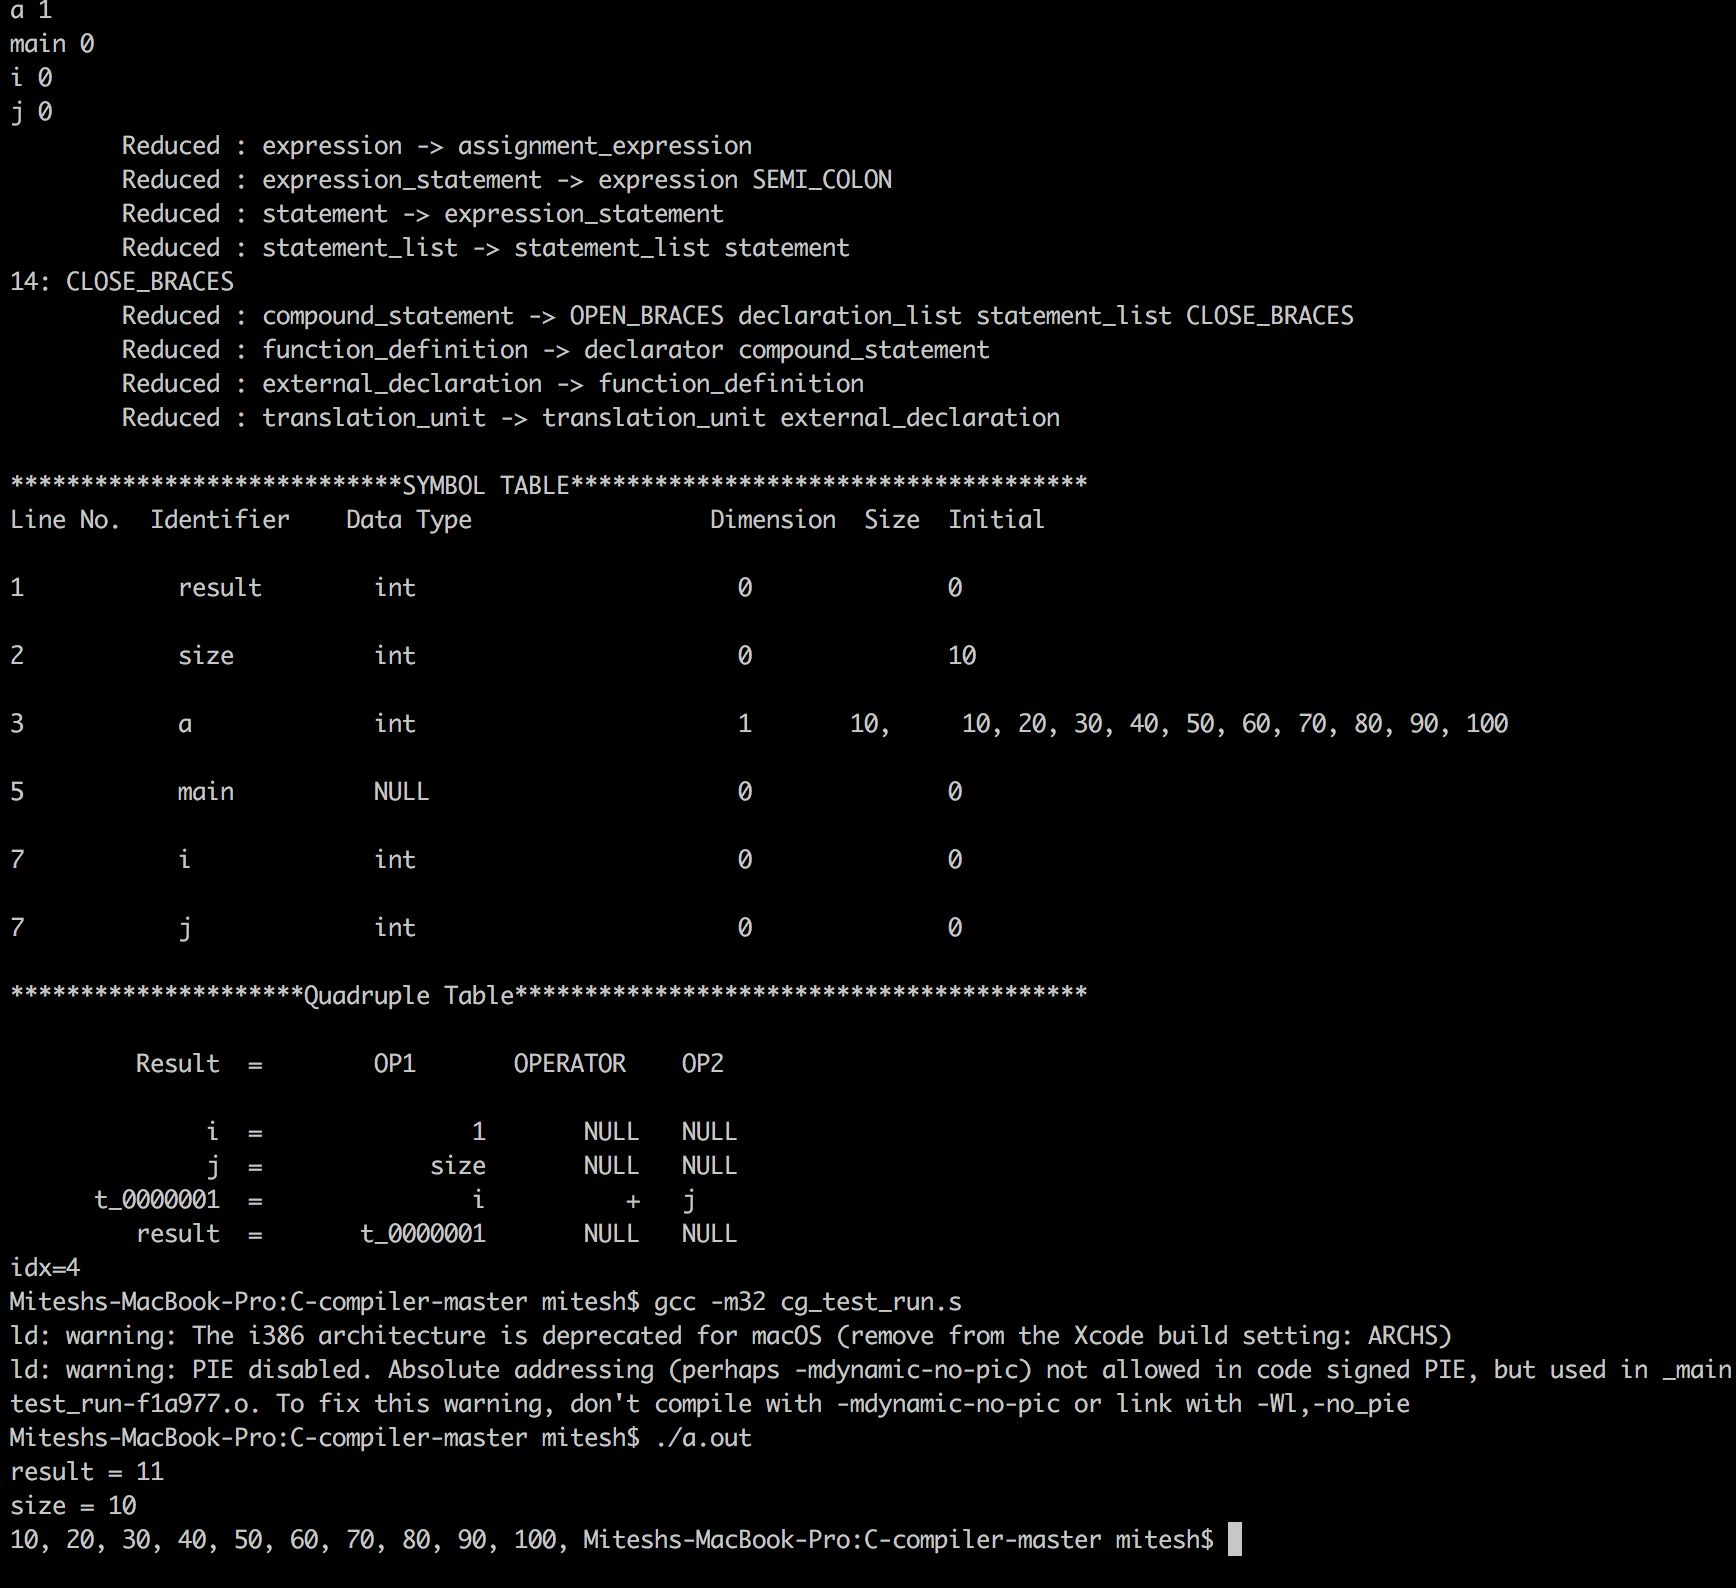 a 1
main 0
i 0
j 0
Reduced : expression -> assignment_expression
Reduced : expression_statement -> expression SEMI_COLON
Reduced : statement -> expression_statement
Reduced : statement_list -> statement_list statement
14: CLOSE_BRACES
Reduced : compound_statement -> OPEN_BRACES declaration_list statement_list CLOSE_BRACES
Reduced : function_definition -> declarator compound_statement
Reduced : external_declaration -> function_definition
Reduced : translation_unit -> translation_unit external_declaration
****************************SYMBOL TABLE*************************************
Line No.  Identifier    Data Type                 Dimension  Size  Initial
1           result        int                       0              0
2           size          int                       0              10
3           a             int                       1       10,     10, 20, 30, 40, 50, 60, 70, 80, 90, 100
5           main          NULL                      0              0
7           i             int                       0              0
7           j             int                       0              0
*********************Quadruple Table*****************************************
Result  =        OP1       OPERATOR    OP2
i  =               1       NULL   NULL
j  =            size       NULL   NULL
t_0000001  =               i          +   j
result  =       t_0000001       NULL   NULL
idx=4
Miteshs-MacBook-Pro:C-compiler-master mitesh$ gcc -m32 cg_test_run.s
ld: warning: The i386 architecture is deprecated for macOS (remove from the Xcode build setting: ARCHS)
ld: warning: PIE disabled. Absolute addressing (perhaps -mdynamic-no-pic) not allowed in code signed PIE, but used in _main
test_run-f1a977.o. To fix this warning, don't compile with -mdynamic-no-pic or link with -Wl,-no_pie
Miteshs-MacBook-Pro:C-compiler-master mitesh$ ./a.out
result = 11
size = 10
10, 20, 30, 40, 50, 60, 70, 80, 90, 100, Miteshs-MacBook-Pro:C-compiler-master mitesh$